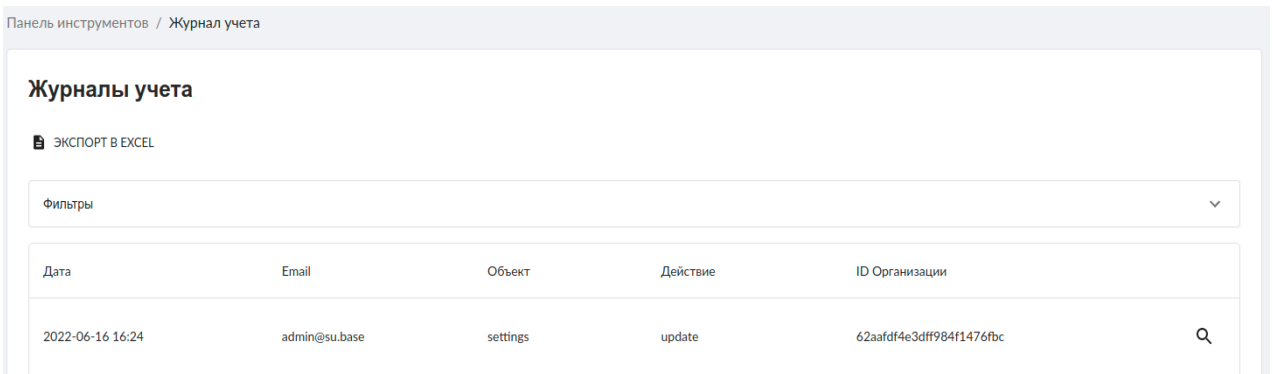 Панель инструментов / Журнал учета
Журналы учета
ЭКСПОРТ В EXCEL
Фильтры
Дата Email Объект Действие ID Организации
2022-06-16 16:24 admin@su.base settings update 62aafdf4e3dff984f1476fbc